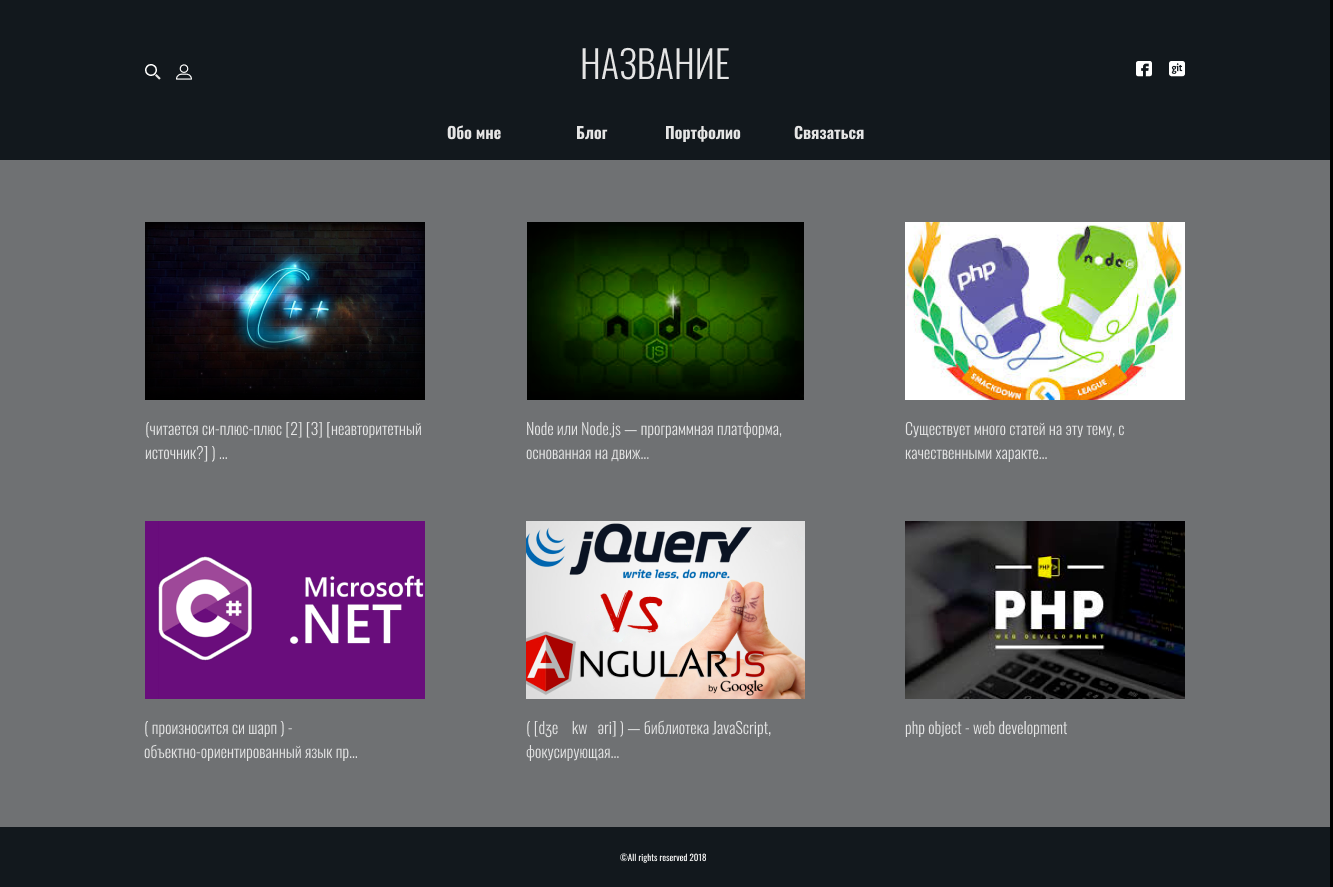 НАЗВАНИЕ
git
Обо мне Блог Портфолио Связаться
C++
node
JS
php
node
JS
SMACKDOWN LEAGUE
(читается си-плюс-плюс [2] [3] [неавторитетный
источник?] ) ...
Node или Node.js — программная платформа,
основанная на движ...
Существует много статей на эту тему, с
качественными характе...
C#
Microsoft
.NET
jQuery
write less, do more.
VS
ANGULARJS
by Google
PHP
PHP
WEB DEVELOPMENT
( произносится си шарп ) -
объектно-ориентированный язык пр...
( [dʒe kw əri] ) — библиотека JavaScript,
фокусирующая...
php object - web development
©All rights reserved 2018